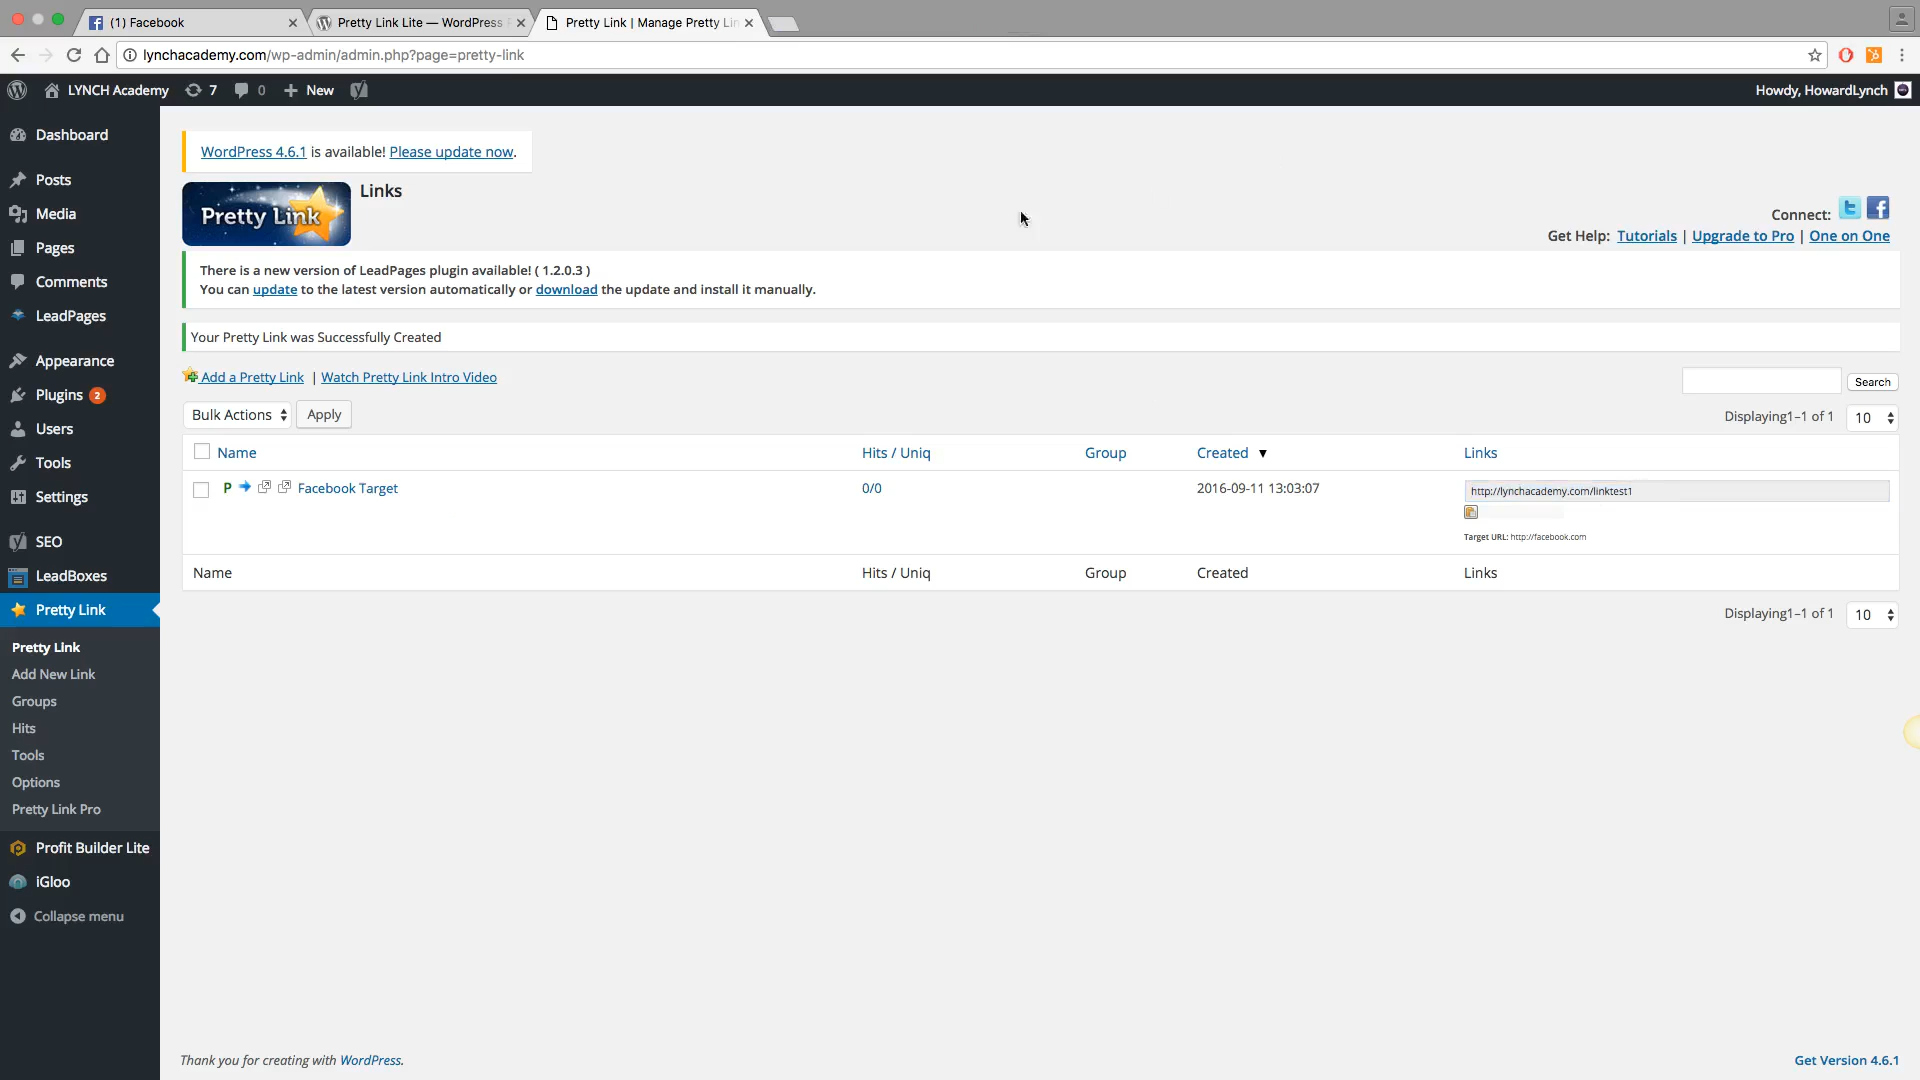 (1) Facebook
Pretty Link Lite — WordPress
Pretty Link | Manage Pretty Lin
lynchacademy.com/wp-admin/admin.php?page=pretty-link
LYNCH Academy 7 0 New
Howdy, HowardLynch
Dashboard
Posts
Media
Pages
Comments
LeadPages
Appearance
Plugins 2
Users
Tools
Settings
SEO
LeadBoxes
Pretty Link
Pretty Link
Add New Link
Groups
Hits
Tools
Options
Pretty Link Pro
Profit Builder Lite
iGloo
Collapse menu
WordPress 4.6.1 is available! Please update now.
Pretty Link
Links
Connect:
Get Help: Tutorials | Upgrade to Pro | One on One
There is a new version of LeadPages plugin available! ( 1.2.0.3 )
You can update to the latest version automatically or download the update and install it manually.
Your Pretty Link was Successfully Created
Add a Pretty Link | Watch Pretty Link Intro Video
Search
Bulk Actions Apply
Displaying1–1 of 1 10
Name Hits / Uniq Group Created ▼ Links
P Facebook Target 0/0 2016-09-11 13:03:07 http://lynchacademy.com/linktest1
Target URL: http://facebook.com
Name Hits / Uniq Group Created Links
Displaying1–1 of 1 10
Thank you for creating with WordPress.
Get Version 4.6.1